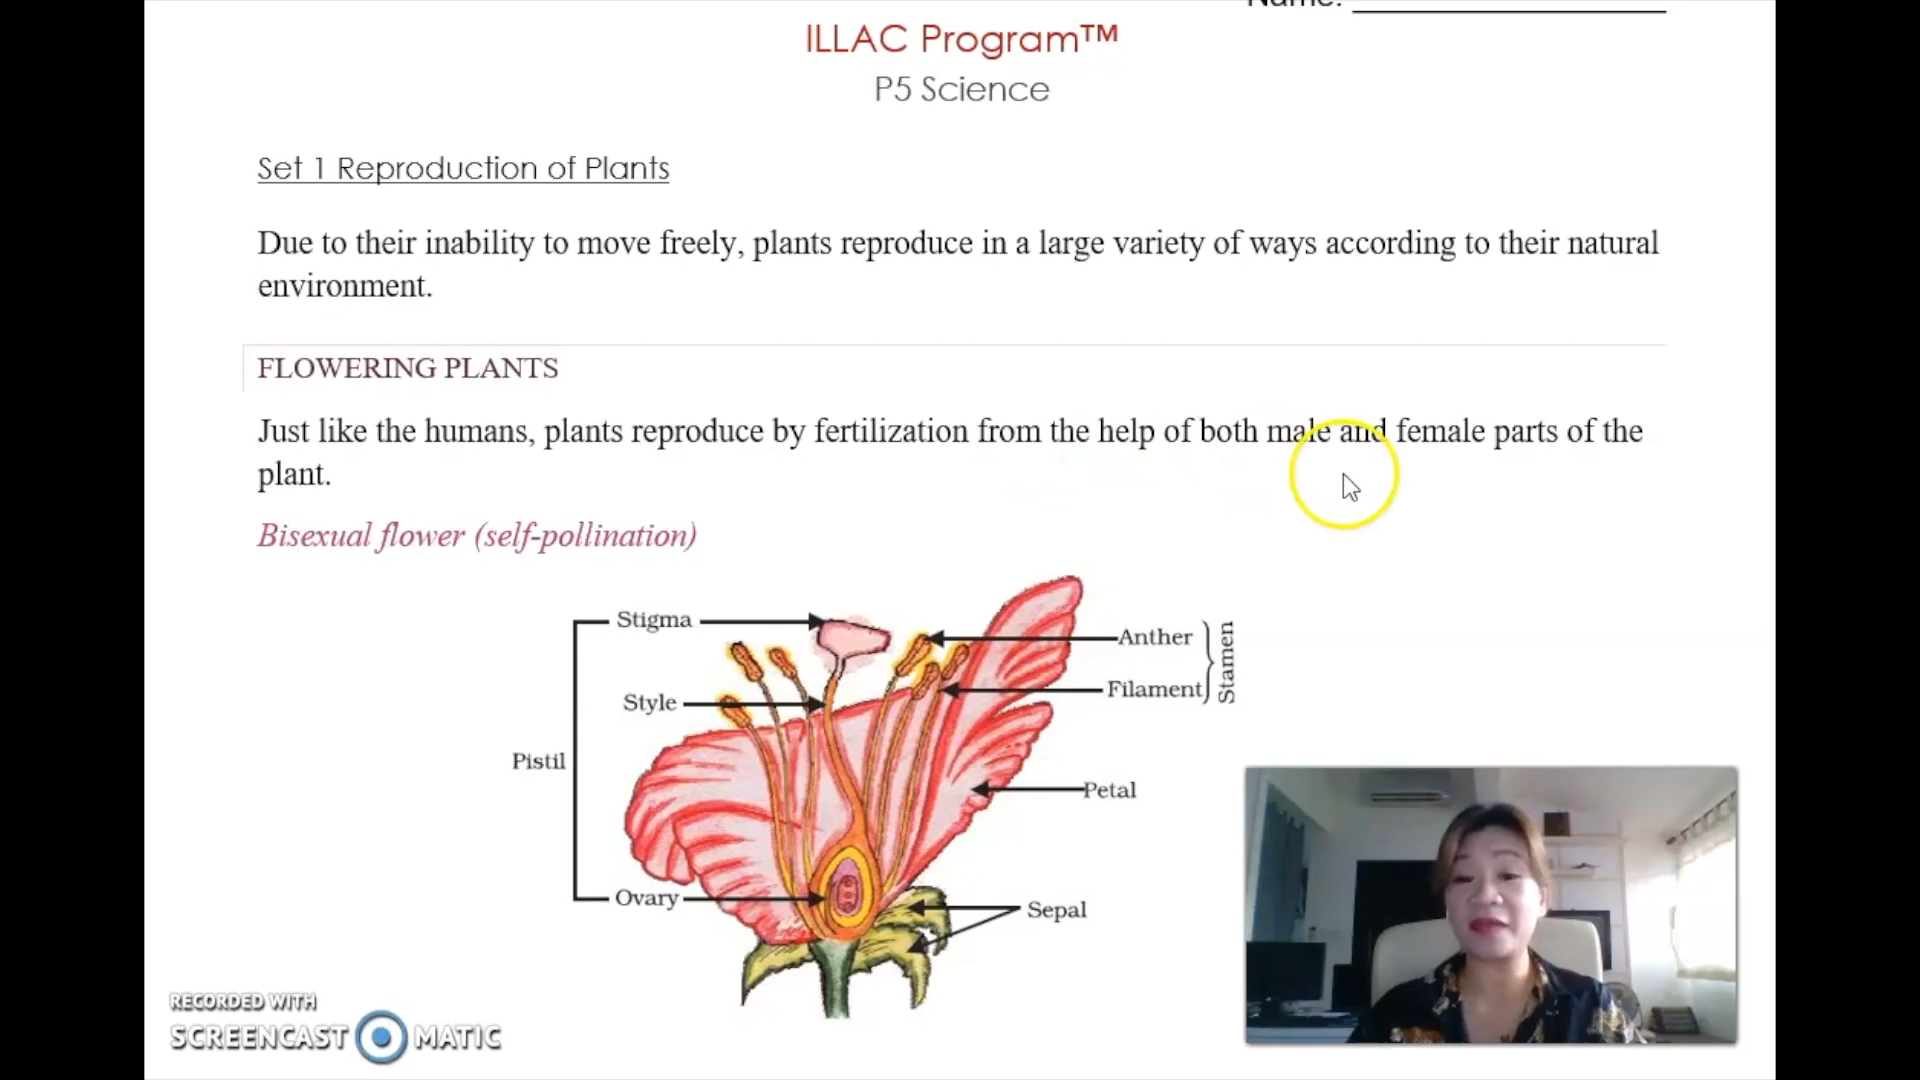 Name:
ILLAC Program™
P5 Science
Set 1 Reproduction of Plants
Due to their inability to move freely, plants reproduce in a large variety of ways according to their natural
environment.
FLOWERING PLANTS
Just like the humans, plants reproduce by fertilization from the help of both male and female parts of the
plant.
Bisexual flower (self-pollination)
Stigma
Anther
Stamen
Filament
Style
Pistil
Petal
Ovary
Sepal
RECORDED WITH
SCREENCAST MATIC